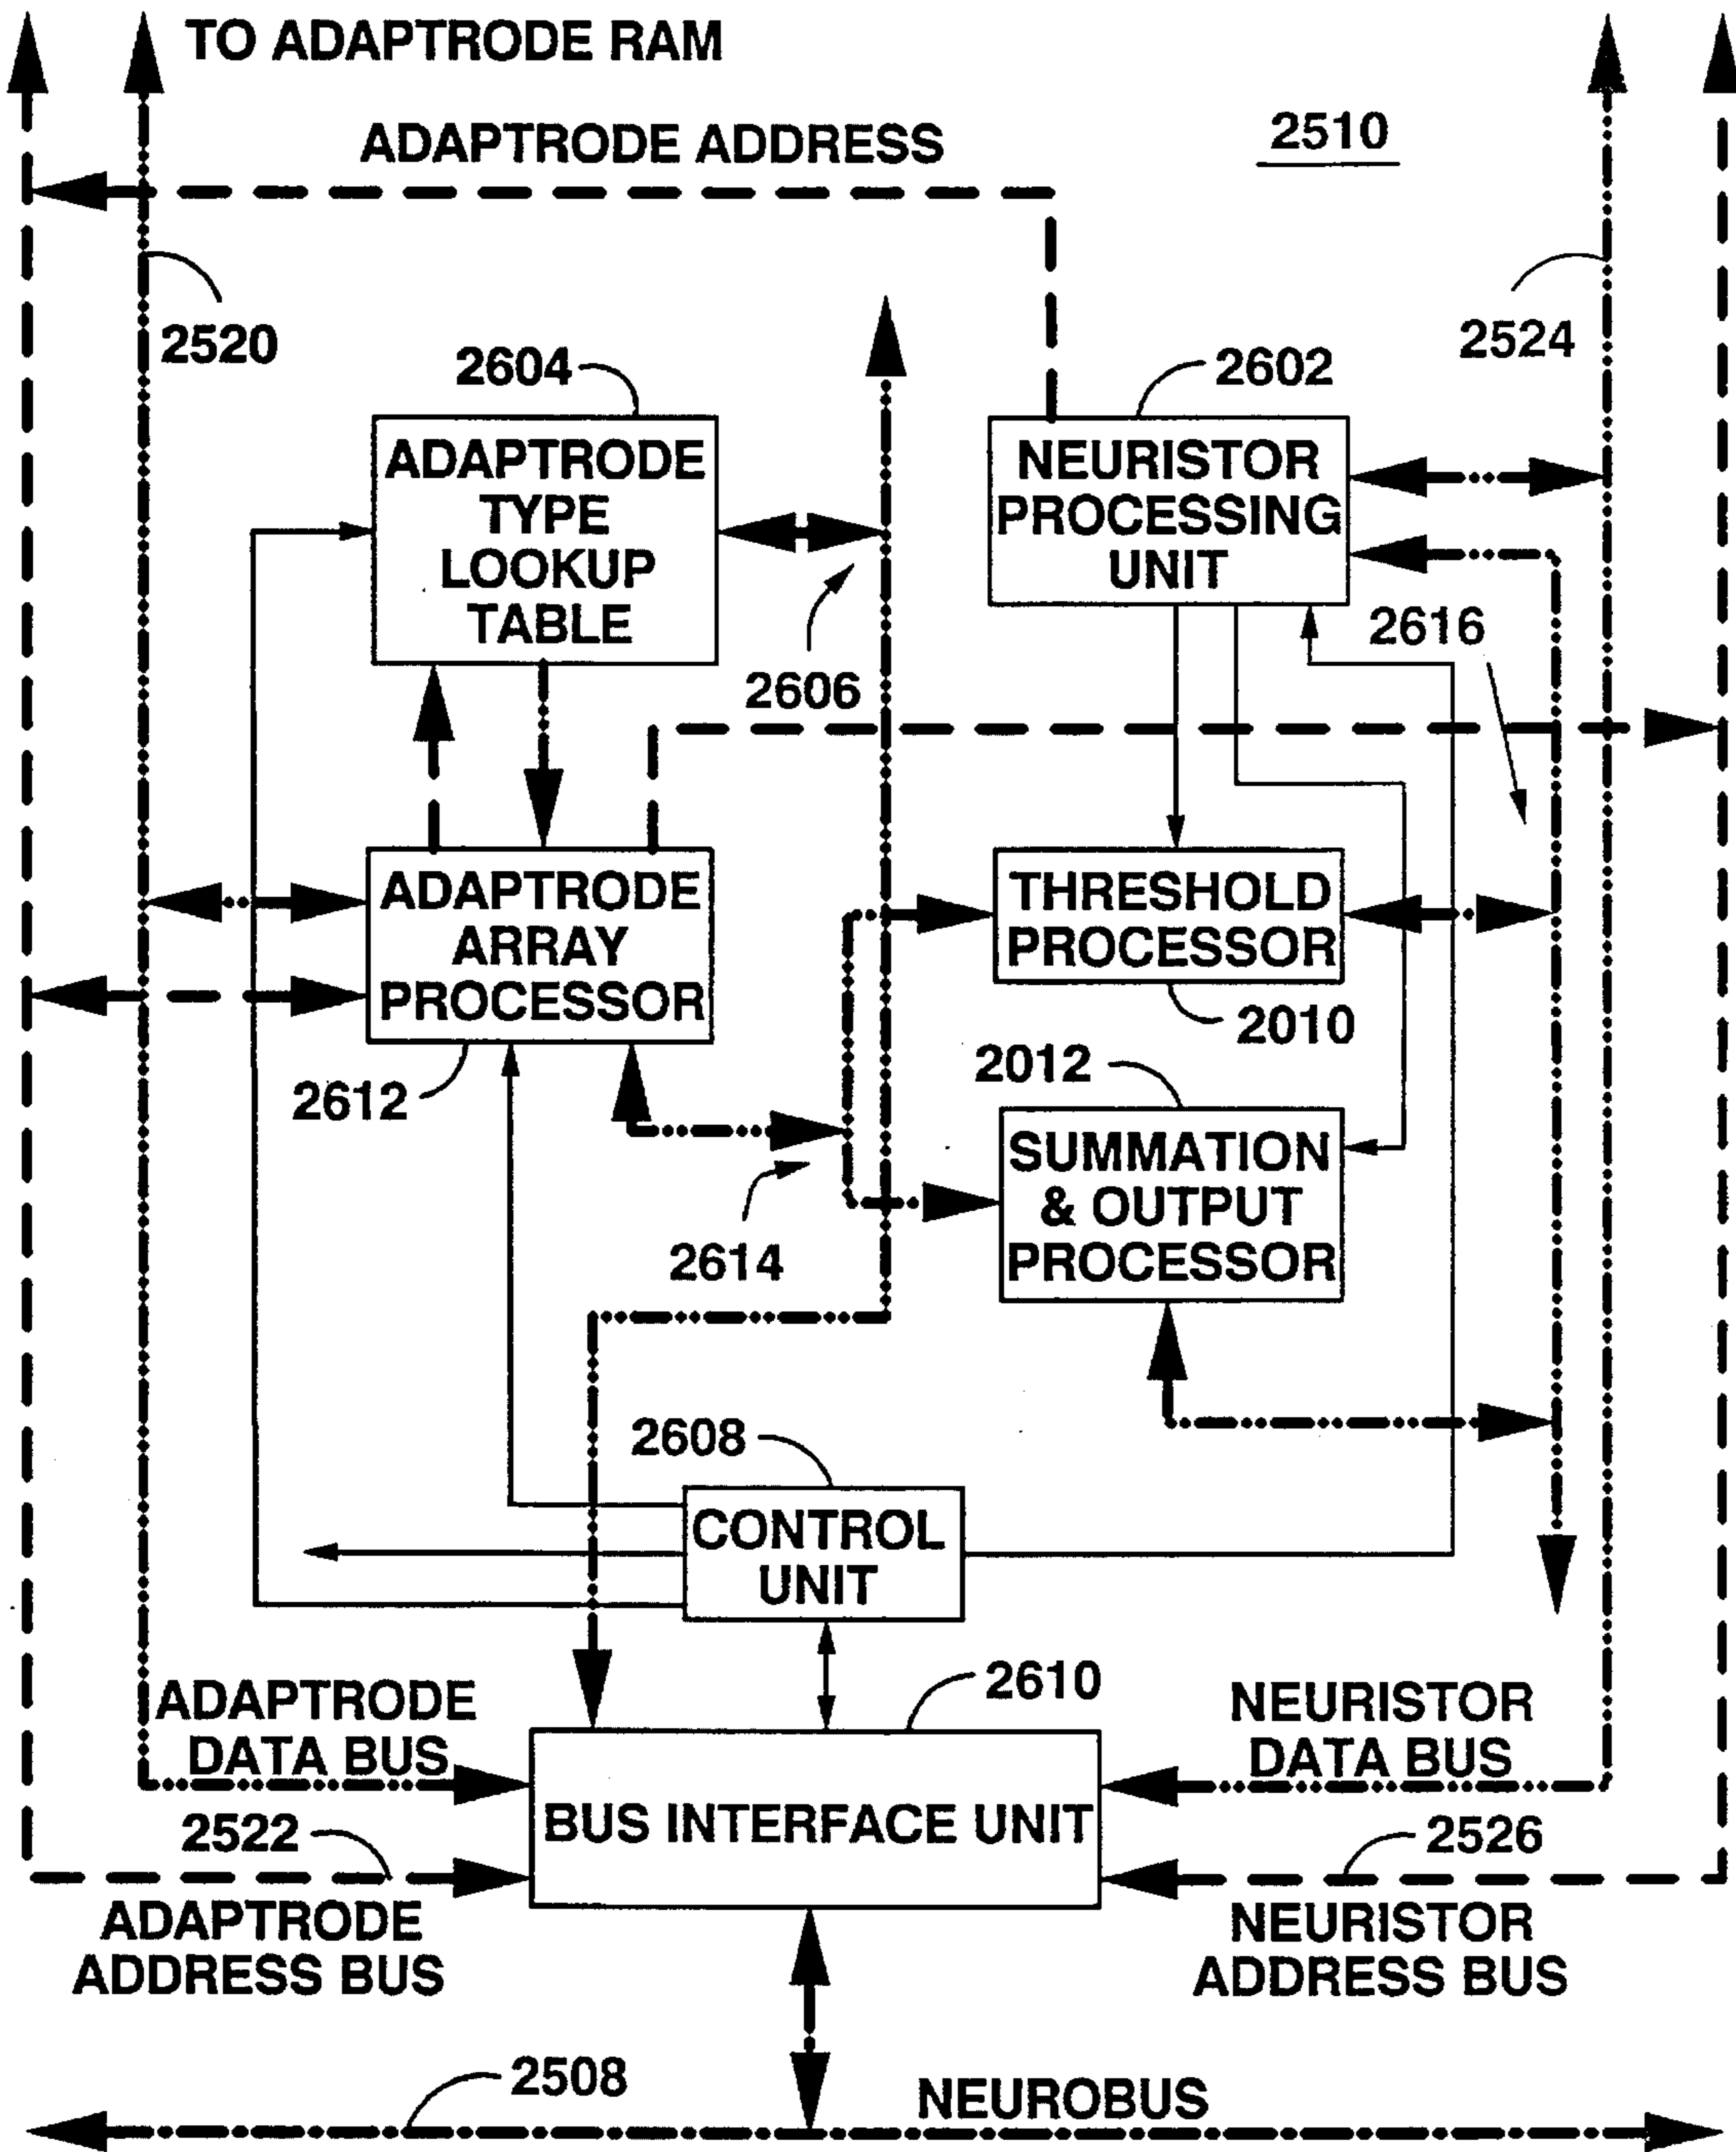 TO ADAPTRODE RAM
ADAPTRODE ADDRESS
2510
2520
2524
2604
2602
ADAPTRODE
TYPE
LOOKUP
TABLE
NEURISTOR
PROCESSING
UNIT
2606
2616
ADAPTRODE
ARRAY
PROCESSOR
THRESHOLD
PROCESSOR
2010
2612
2012
SUMMATION
& OUTPUT
PROCESSOR
2614
2608
CONTROL
UNIT
2610
ADAPTRODE
DATA BUS
NEURISTOR
DATA BUS
BUS INTERFACE UNIT
2522
2526
ADAPTRODE
ADDRESS BUS
NEURISTOR
ADDRESS BUS
2508
NEUROBUS